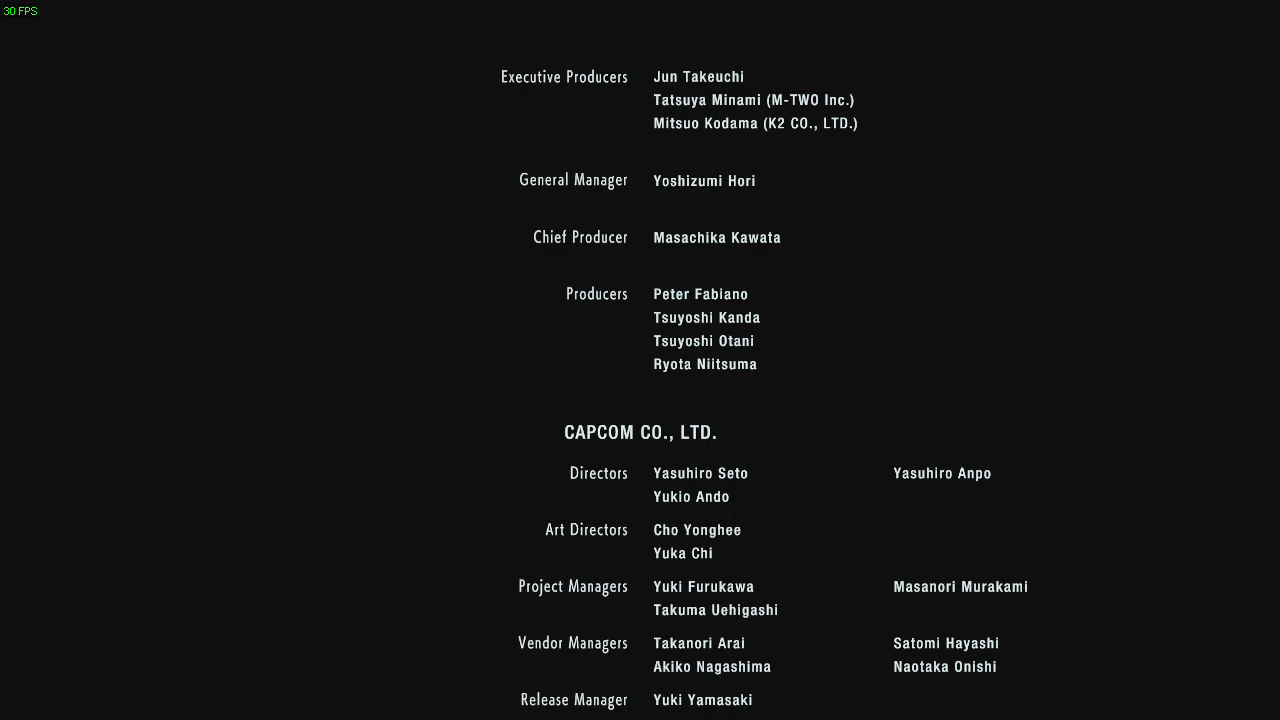 30 FPS
Executive Producers Jun Takeuchi
Tatsuya Minami (M-TWO Inc.)
Mitsuo Kodama (K2 CO., LTD.)
General Manager Yoshizumi Hori
Chief Producer Masachika Kawata
Producers Peter Fabiano
Tsuyoshi Kanda
Tsuyoshi Otani
Ryota Niitsuma
CAPCOM CO., LTD.
Directors Yasuhiro Seto Yasuhiro Anpo
Yukio Ando
Art Directors Cho Yonghee
Yuka Chi
Project Managers Yuki Furukawa Masanori Murakami
Takuma Uehigashi
Vendor Managers Takanori Arai Satomi Hayashi
Akiko Nagashima Naotaka Onishi
Release Manager Yuki Yamasaki